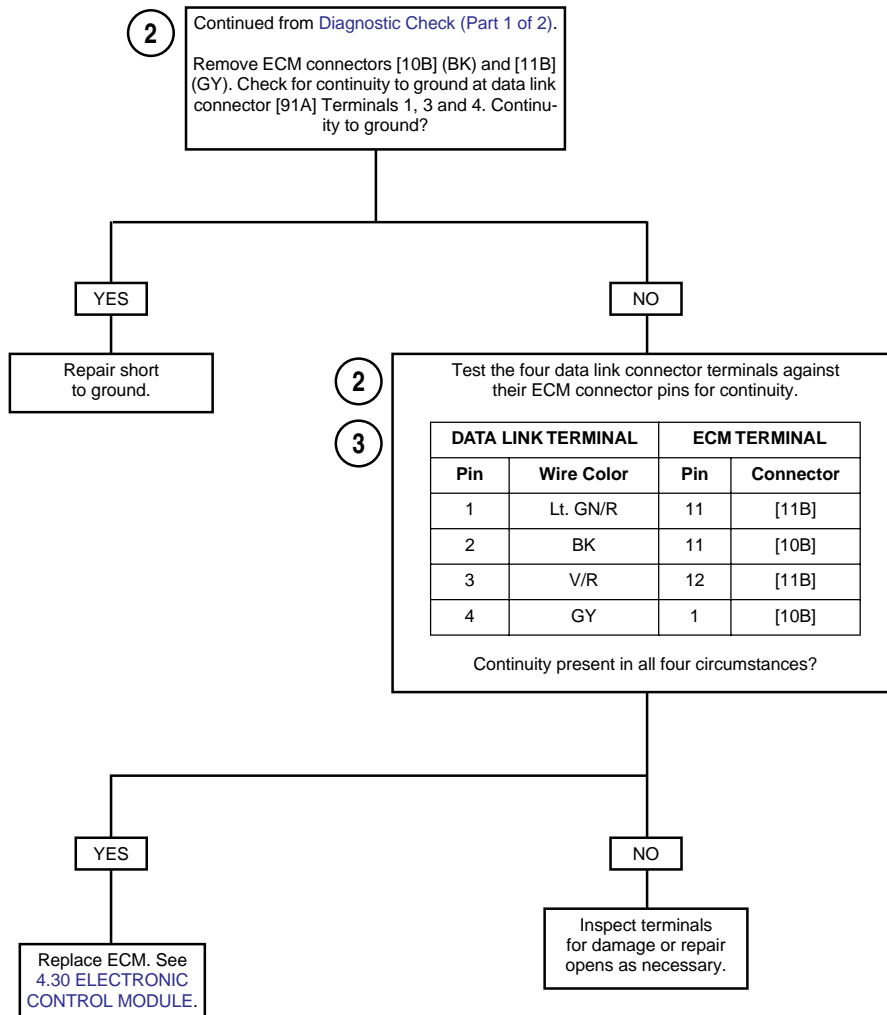 2
Continued from Diagnostic Check (Part 1 of 2).
Remove ECM connectors [10B] (BK) and [11B]
(GY). Check for continuity to ground at data link
connector [91A] Terminals 1, 3 and 4. Continu-
ity to ground?
YES
NO
Repair short
to ground.
2
3
Test the four data link connector terminals against
their ECM connector pins for continuity.
DATA LINK TERMINAL ECM TERMINAL
Pin Wire Color Pin Connector
1 Lt. GN/R 11 [11B]
2 BK 11 [10B]
3 V/R 12 [11B]
4 GY 1 [10B]
Continuity present in all four circumstances?
YES
NO
Replace ECM. See
4.30 ELECTRONIC
CONTROL MODULE.
Inspect terminals
for damage or repair
opens as necessary.